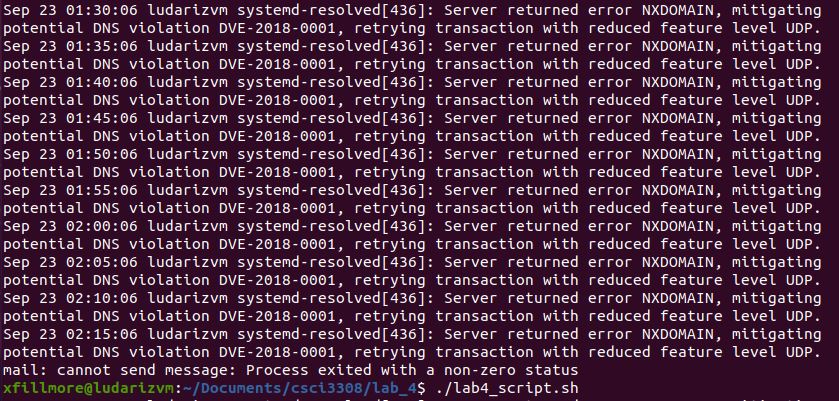 Sep 23 01:30:06 ludarizvm systemd-resolved[436]: Server returned error NXDOMAIN, mitigating
potential DNS violation DVE-2018-0001, retrying transaction with reduced feature level UDP.
Sep 23 01:35:06 ludarizvm systemd-resolved[436]: Server returned error NXDOMAIN, mitigating
potential DNS violation DVE-2018-0001, retrying transaction with reduced feature level UDP.
Sep 23 01:40:06 ludarizvm systemd-resolved[436]: Server returned error NXDOMAIN, mitigating
potential DNS violation DVE-2018-0001, retrying transaction with reduced feature level UDP.
Sep 23 01:45:06 ludarizvm systemd-resolved[436]: Server returned error NXDOMAIN, mitigating
potential DNS violation DVE-2018-0001, retrying transaction with reduced feature level UDP.
Sep 23 01:50:06 ludarizvm systemd-resolved[436]: Server returned error NXDOMAIN, mitigating
potential DNS violation DVE-2018-0001, retrying transaction with reduced feature level UDP.
Sep 23 01:55:06 ludarizvm systemd-resolved[436]: Server returned error NXDOMAIN, mitigating
potential DNS violation DVE-2018-0001, retrying transaction with reduced feature level UDP.
Sep 23 02:00:06 ludarizvm systemd-resolved[436]: Server returned error NXDOMAIN, mitigating
potential DNS violation DVE-2018-0001, retrying transaction with reduced feature level UDP.
Sep 23 02:05:06 ludarizvm systemd-resolved[436]: Server returned error NXDOMAIN, mitigating
potential DNS violation DVE-2018-0001, retrying transaction with reduced feature level UDP.
Sep 23 02:10:06 ludarizvm systemd-resolved[436]: Server returned error NXDOMAIN, mitigating
potential DNS violation DVE-2018-0001, retrying transaction with reduced feature level UDP.
Sep 23 02:15:06 ludarizvm systemd-resolved[436]: Server returned error NXDOMAIN, mitigating
potential DNS violation DVE-2018-0001, retrying transaction with reduced feature level UDP.
mail: cannot send message: Process exited with a non-zero status
xfillmore@ludarizvm:~/Documents/csci3308/lab_4$ ./lab4_script.sh